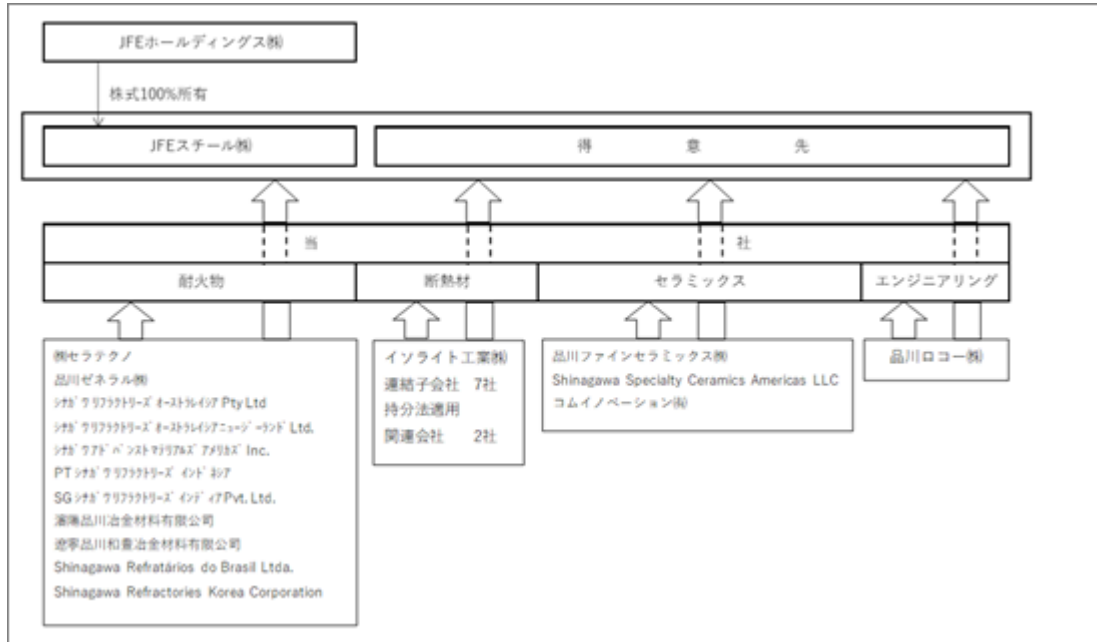 JFEホールディングス㈱
株式100%所有
JFEスチール㈱
得意先
当社
耐火物
断熱材
セラミックス
エンジニアリング
㈱セラテクノ
品川ゼネラル㈱
ｼﾅｶﾞﾜﾘﾌﾗｸﾄﾘｰｽﾞｵｰｽﾄﾗﾚｲｼｱPty Ltd
ｼﾅｶﾞﾜﾘﾌﾗｸﾄﾘｰｽﾞｵｰｽﾄﾗﾚｲｼｱﾆｭｰｼﾞｰﾗﾝﾄﾞLtd.
ｼﾅｶﾞﾜｱﾄﾞﾊﾞﾝｽﾄﾏﾃﾘｱﾙｽﾞｱﾒﾘｶｽﾞInc.
PTｼﾅｶﾞﾜﾘﾌﾗｸﾄﾘｰｽﾞｲﾝﾄﾞﾈｼｱ
SGｼﾅｶﾞﾜﾘﾌﾗｸﾄﾘｰｽﾞｲﾝﾃﾞｨｱPvt. Ltd.
瀋陽品川冶金材料有限公司
遼寧品川和豊冶金材料有限公司
Shinagawa Refratários do Brasil Ltda.
Shinagawa Refractories Korea Corporation
イソライト工業㈱
連結子会社 7社
持分法適用
関連会社 2社
品川ファインセラミックス㈱
Shinagawa Specialty Ceramics Americas LLC
コムイノベーション㈲
品川ロコー㈱